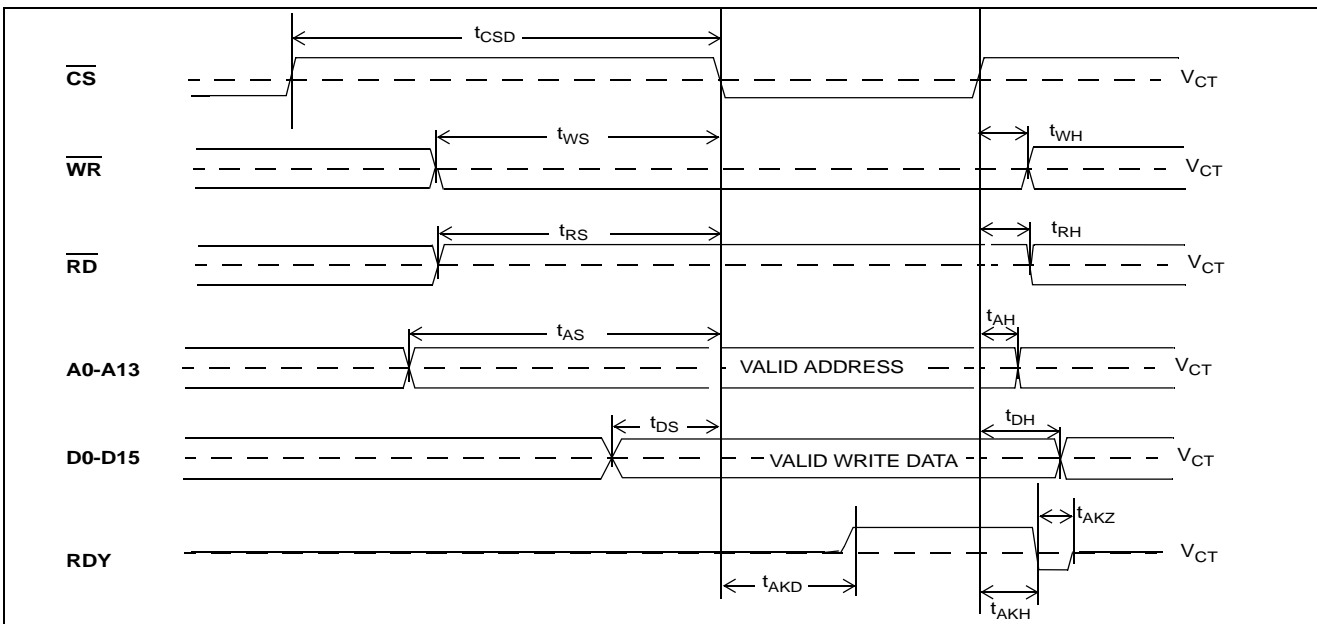 tCSD
CS VCT
tWS tWH
WR VCT
tRS tRH
RD VCT
tAS tAH
A0-A13 VALID ADDRESS VCT
tDS tDH
D0-D15 VALID WRITE DATA VCT
tAKZ
RDY VCT
tAKD tAKH